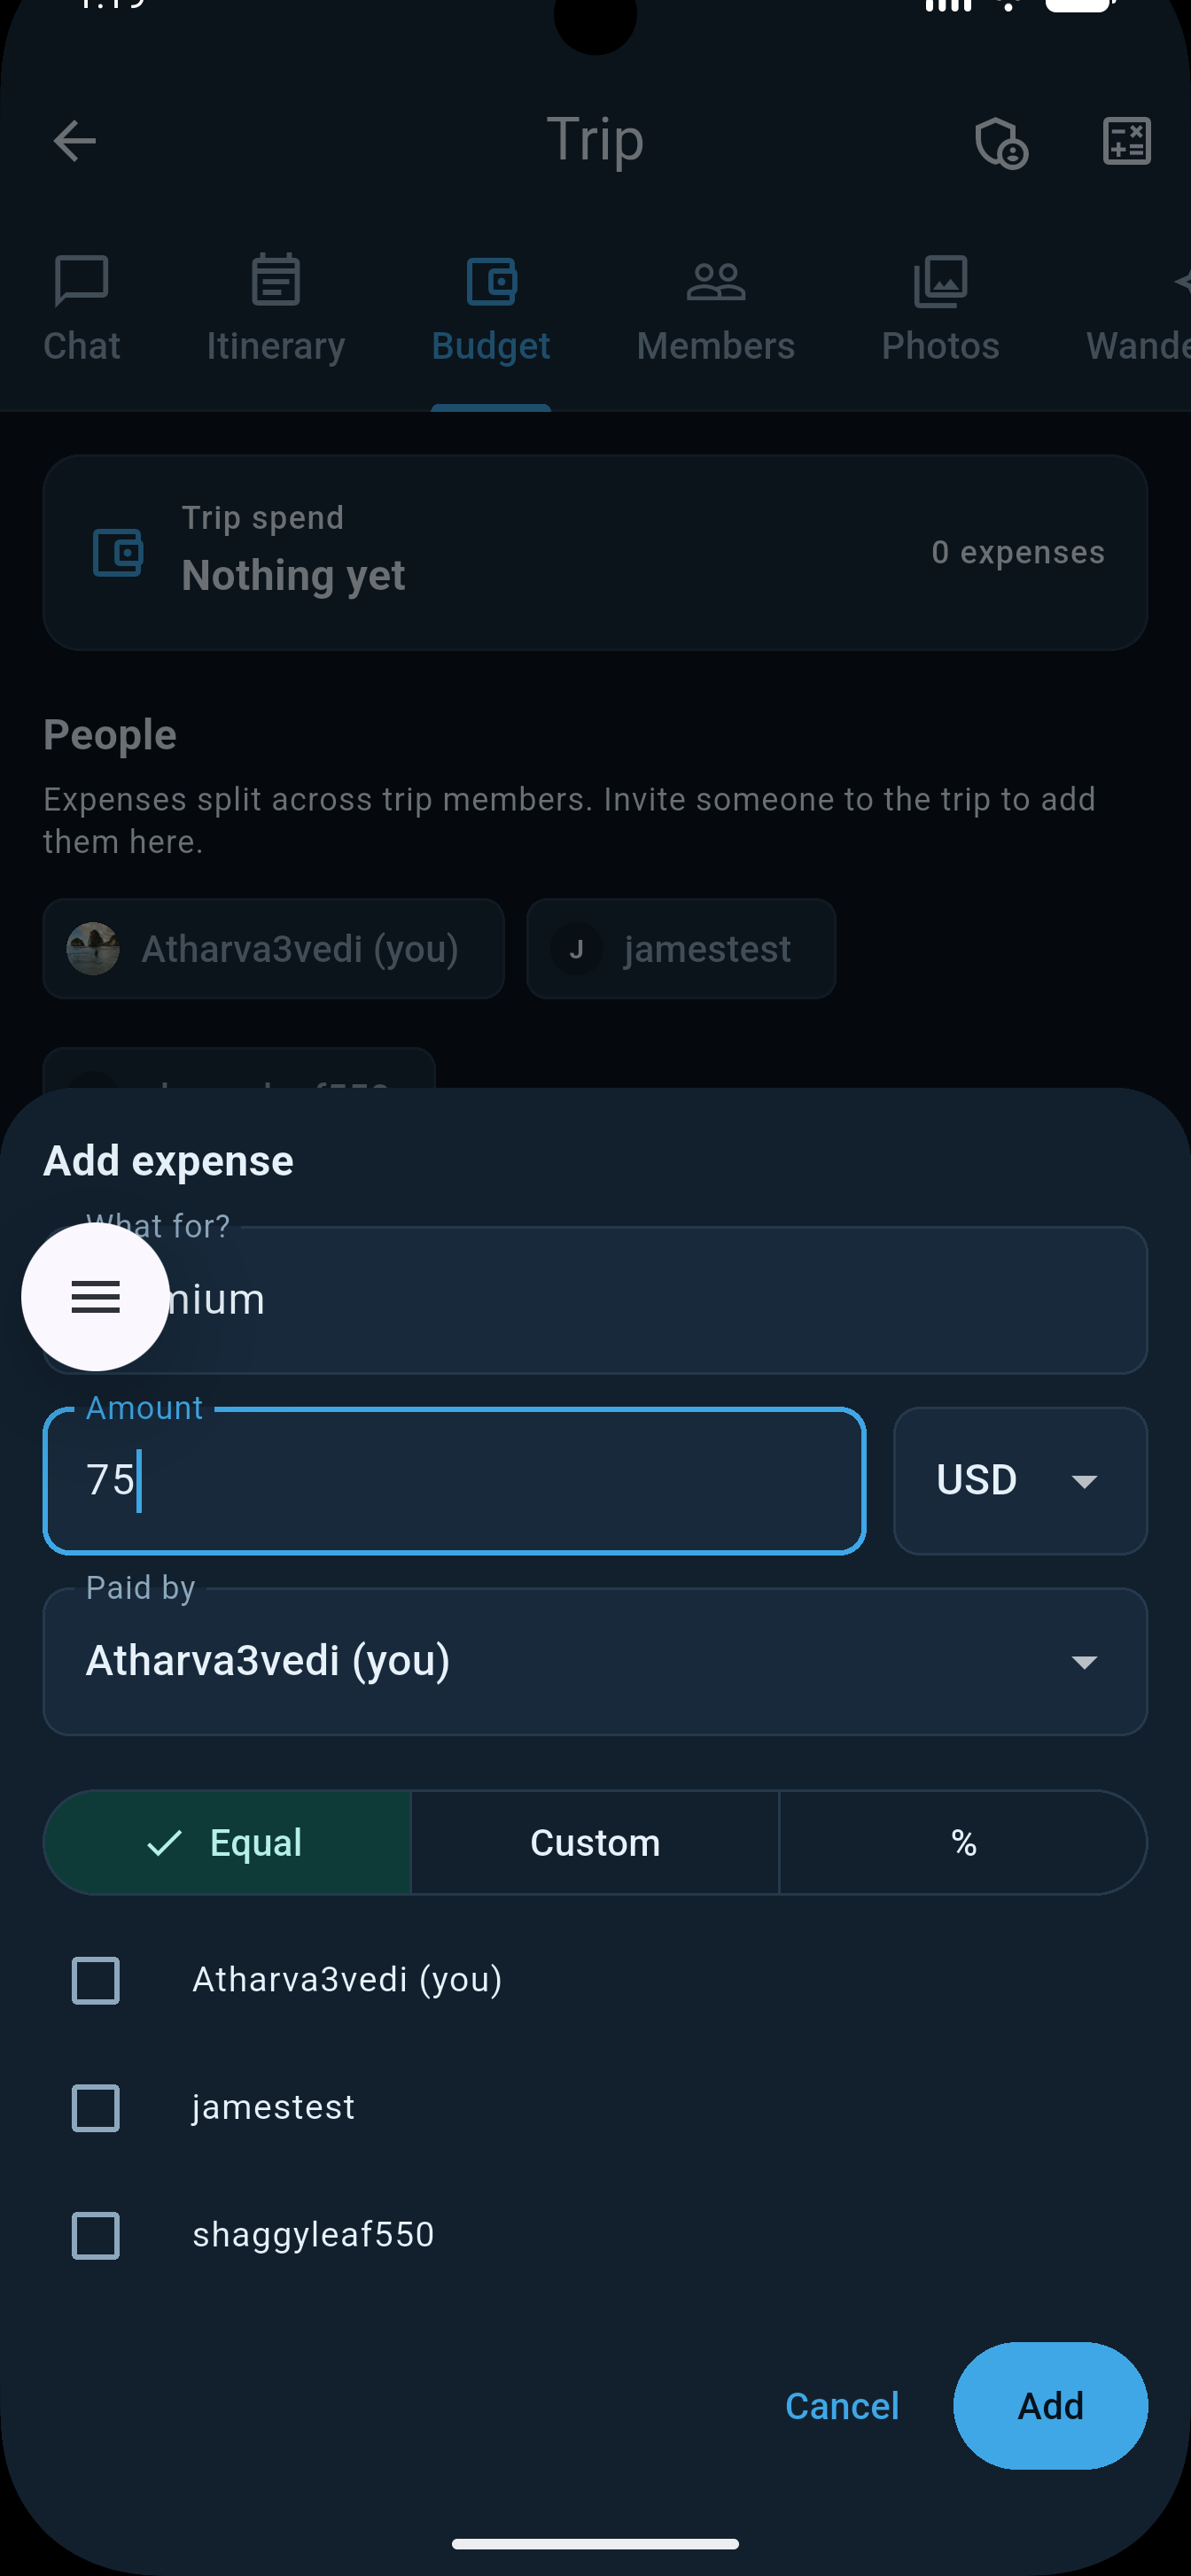 Trip
Chat
Itinerary
Budget
Members
Photos
Trip spend
Nothing yet
0 expenses
People
Expenses split across trip members. Invite someone to the trip to add
them here.
Atharva3vedi (you)
J
jamestest
Add expense
What for?
Amount
75
USD
Paid by
Atharva3vedi (you)
Equal
Custom
%
Atharva3vedi (you)
jamestest
shaggyleaf550
Cancel
Add